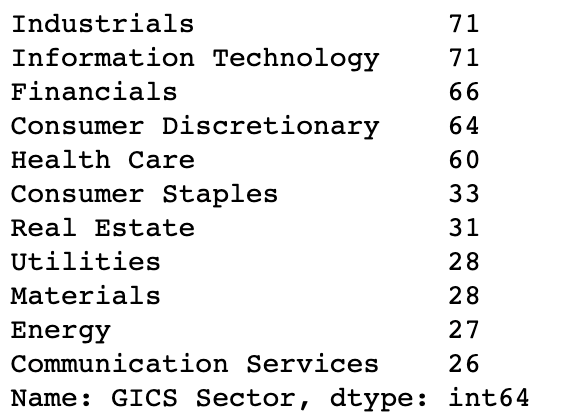 Industrials                71
Information Technology     71
Financials                 66
Consumer Discretionary     64
Health Care                60
Consumer Staples           33
Real Estate                31
Utilities                  28
Materials                  28
Energy                     27
Communication Services     26
Name: GICS Sector, dtype: int64